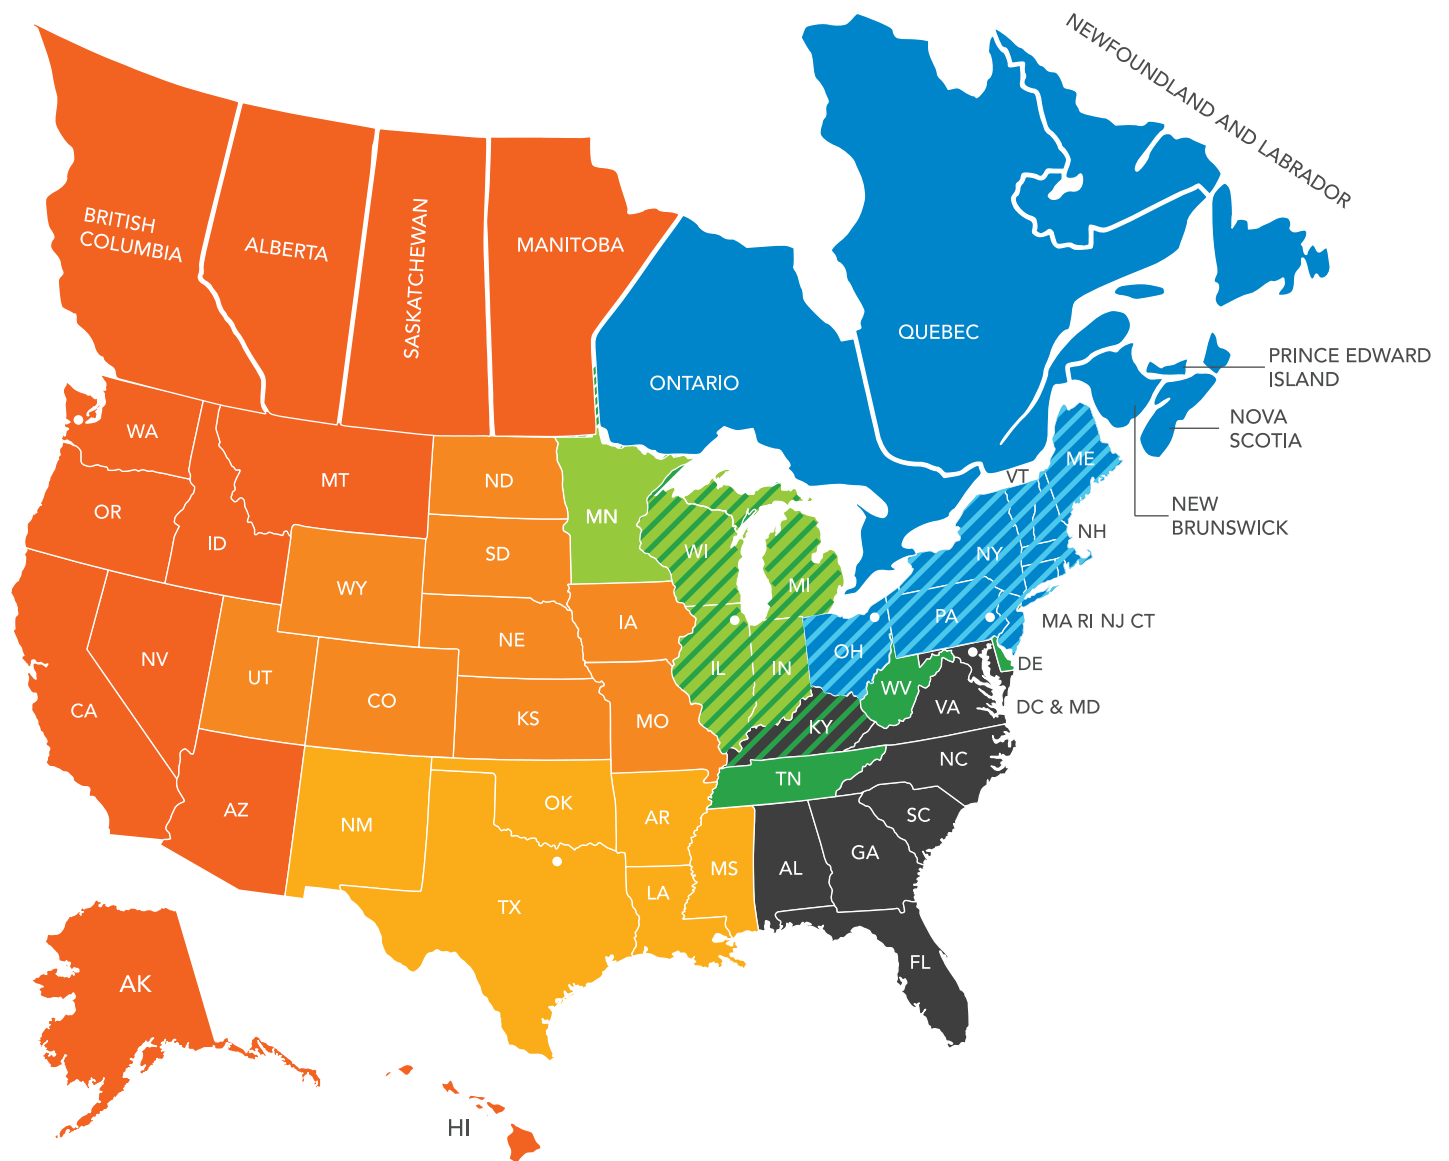 NEWFOUNDLAND AND LABRADOR
BRITISH
COLUMBIA
ALBERTA
SASKATCHEWAN
MANITOBA
QUEBEC
ONTARIO
PRINCE EDWARD
ISLAND
NOVA
SCOTIA
NEW
BRUNSWICK
WA
MT
ND
MN
OR
ID
SD
WI
MI
NY
VT
ME
NH
WY
IA
NE
PA
MA RI NJ CT
NV
UT
CO
KS
MO
IL
IN
OH
WV
DE
CA
VA
DC & MD
KY
AZ
NM
OK
AR
TN
NC
SC
TX
LA
MS
AL
GA
FL
AK
HI